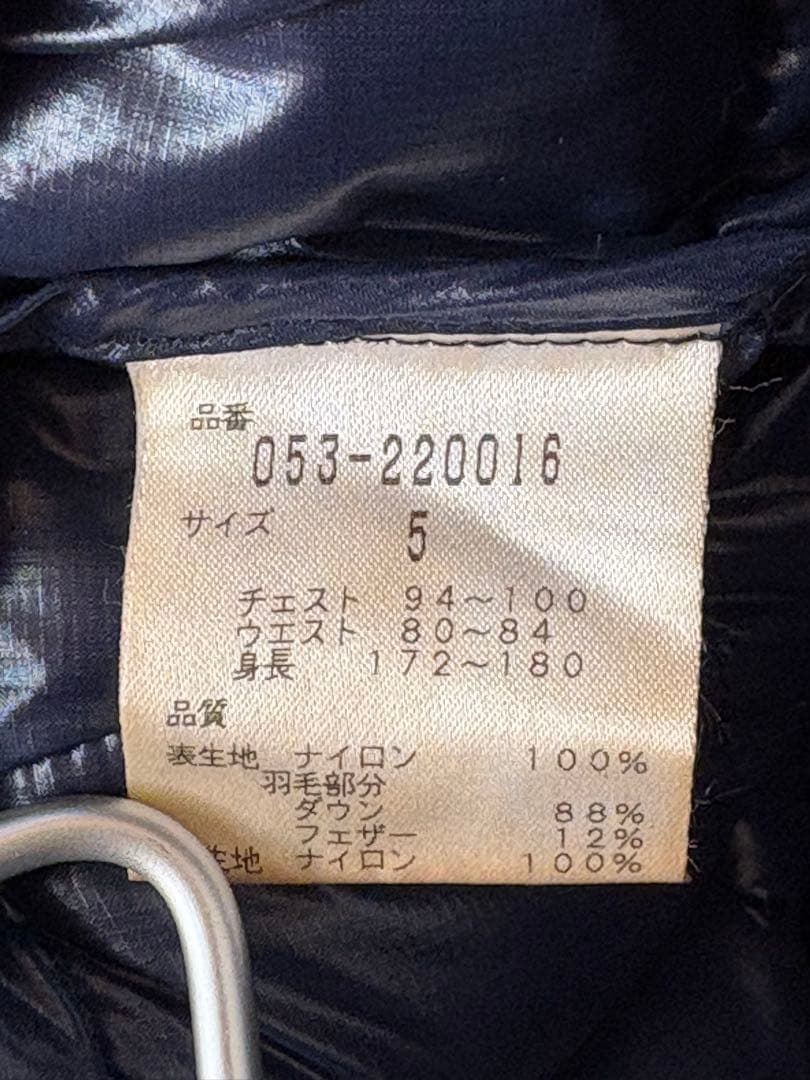 品番
053-220016
サイズ 5
チェスト 94〜100
ウエスト 80〜84
身長 172〜180
品質
表生地 ナイロン 100%
羽毛部分
ダウン 88%
フェザー 12%
生地 ナイロン 100%